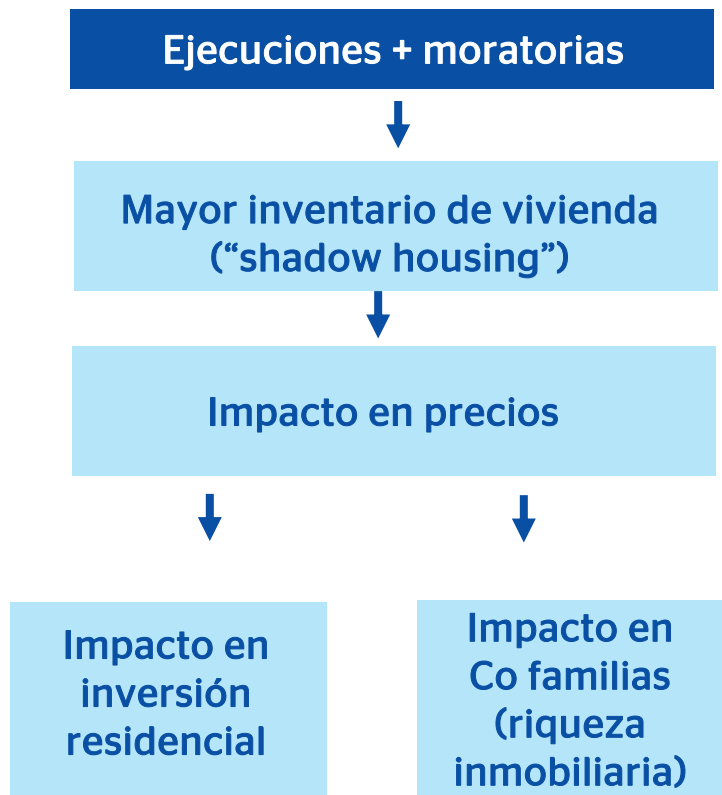 Ejecuciones + moratorias
Mayor inventario de vivienda
(“shadow housing”)
Impacto en precios
Impacto en
inversión
residencial
Impacto en
Co familias
(riqueza
inmobiliaria)